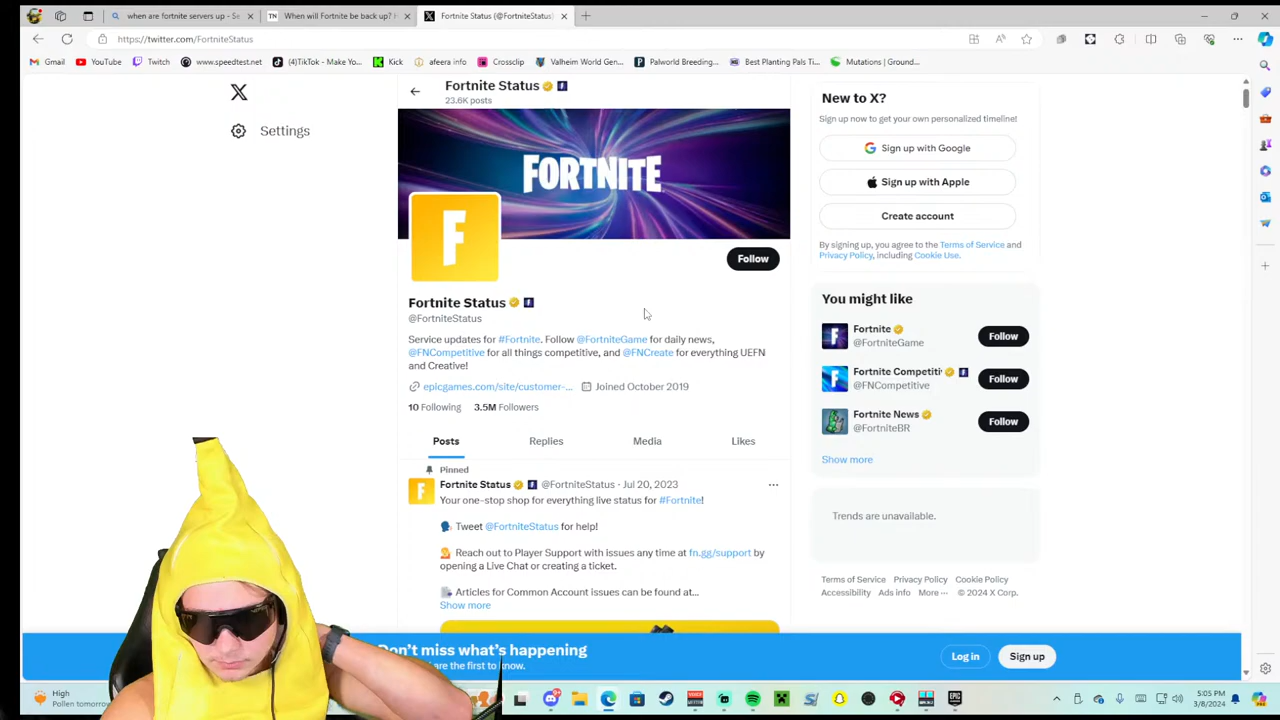 when are fortnite servers up - Se
When will Fortnite be back up? H
Fortnite Status (@FortniteStatus)
https://twitter.com/FortniteStatus
Gmail
YouTube
Twitch
www.speedtest.net
(4)TikTok - Make Yo...
Kick
afeera info
Crossclip
Valheim World Gen...
Palworld Breeding...
Best Planting Pals Ti...
Mutations | Ground...
X
Settings
Fortnite Status
23.6K posts
FORTNITE
F
Follow
Fortnite Status
@FortniteStatus
Service updates for #Fortnite. Follow @FortniteGame for daily news,
@FNCompetitive for all things competitive, and @FNCreate for everything UEFN
and Creative!
epicgames.com/site/customer-...
Joined October 2019
10 Following
3.5M Followers
Posts
Replies
Media
Likes
Pinned
Fortnite Status @FortniteStatus · Jul 20, 2023
Your one-stop shop for everything live status for #Fortnite!
Tweet @FortniteStatus for help!
Reach out to Player Support with issues any time at fn.gg/support by
opening a Live Chat or creating a ticket.
Articles for Common Account issues can be found at...
Show more
New to X?
Sign up now to get your own personalized timeline!
Sign up with Google
Sign up with Apple
Create account
By signing up, you agree to the Terms of Service and
Privacy Policy, including Cookie Use.
You might like
Fortnite
@FortniteGame
Follow
Fortnite Competiti
@FNCompetitive
Follow
Fortnite News
@FortniteBR
Follow
Show more
Trends are unavailable.
Terms of Service Privacy Policy Cookie Policy
Accessibility Ads info More ··· © 2024 X Corp.
Don't miss what's happening
are the first to know.
Log in
Sign up
High
Pollen tomorrow
EPIC
5:05 PM
3/8/2024